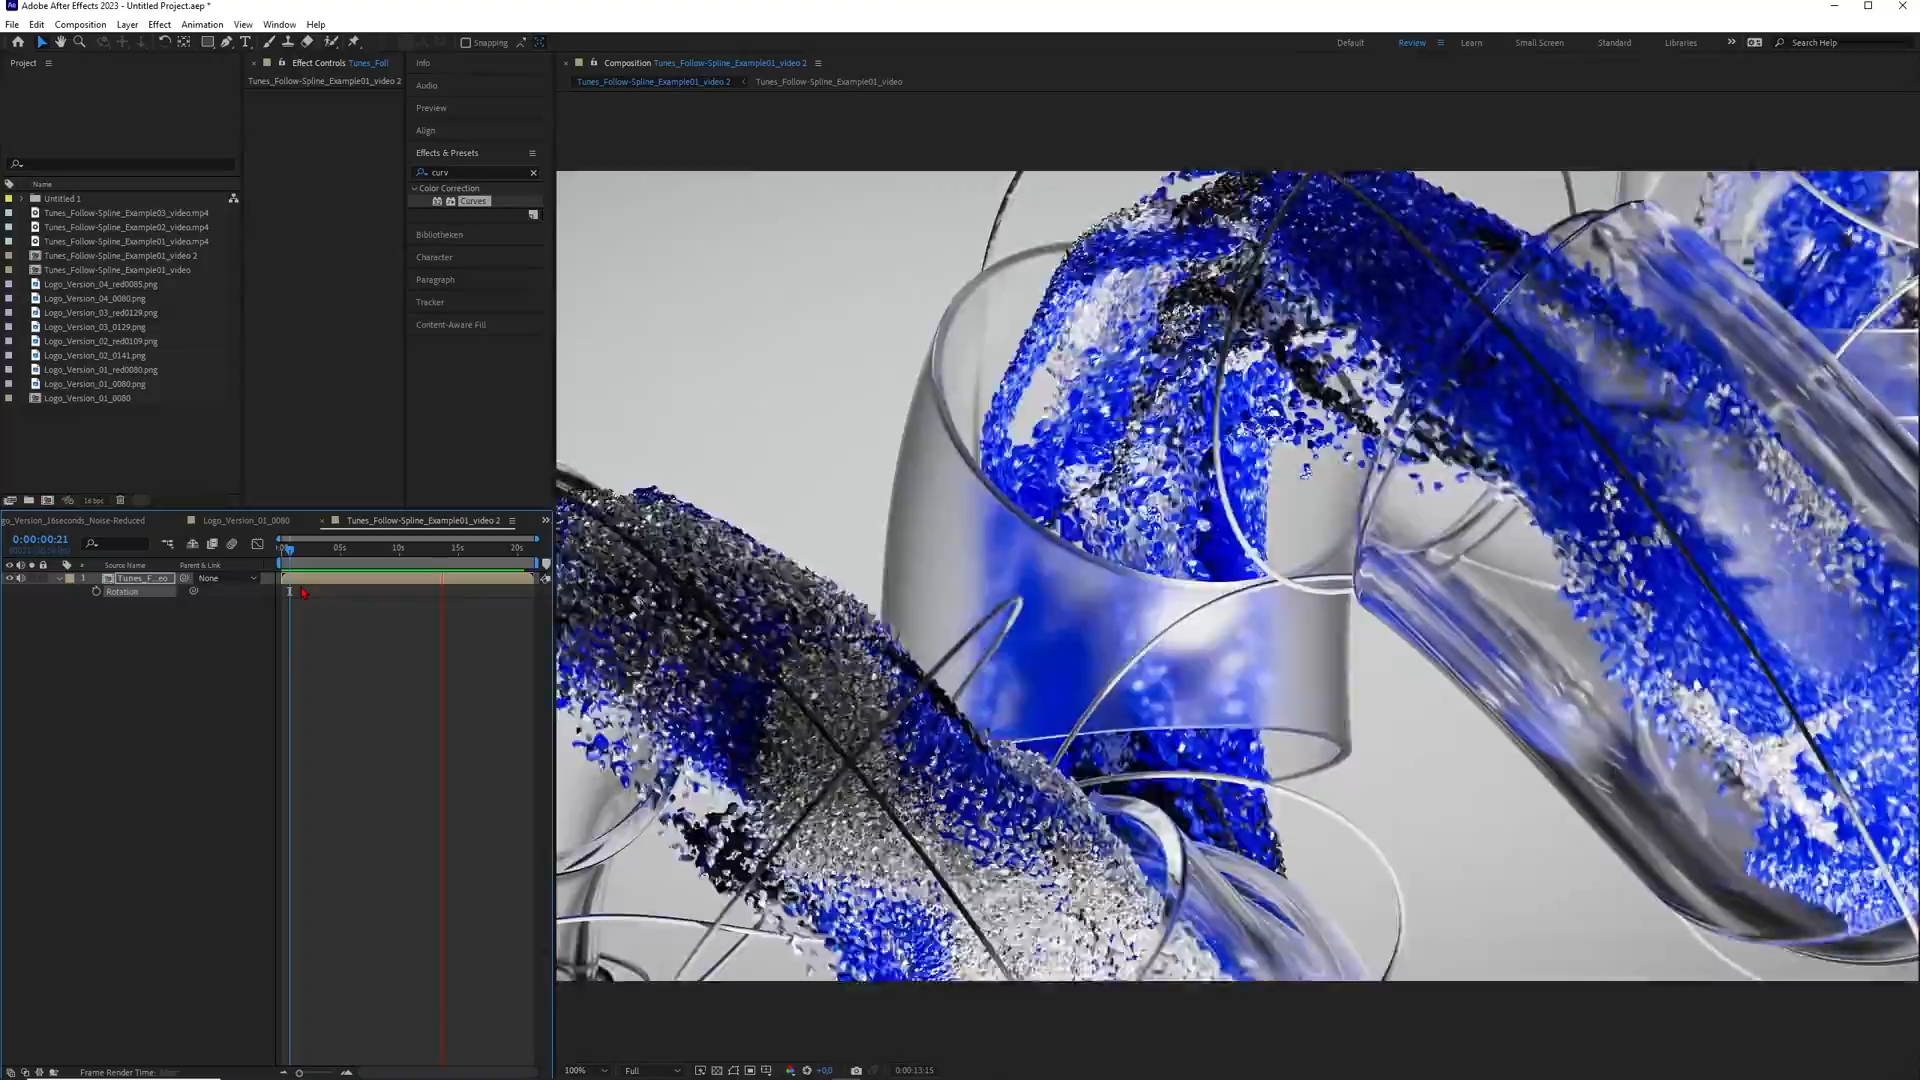 Adobe After Effects 2023 - Untitled Project.aep *
File Edit Composition Layer Effect Animation View Window Help
Snapping
Default Review Learn Small Screen Standard Libraries Search Help
Project
Name
Untitled 1
Tunes_Follow-Spline_Example03_video.mp4
Tunes_Follow-Spline_Example02_video.mp4
Tunes_Follow-Spline_Example01_video.mp4
Tunes_Follow-Spline_Example01_video 2
Tunes_Follow-Spline_Example01_video
Logo_Version_04_red0085.png
Logo_Version_04_0080.png
Logo_Version_03_red0129.png
Logo_Version_03_0129.png
Logo_Version_02_red0109.png
Logo_Version_02_0141.png
Logo_Version_01_red0080.png
Logo_Version_01_0080.png
Logo_Version_01_0080
16 bpc
Effect Controls Tunes_Foll
Tunes_Follow-Spline_Example01_video 2
Info
Audio
Preview
Align
Effects & Presets
curv
Color Correction
Curves
Bibliotheken
Character
Paragraph
Tracker
Content-Aware Fill
Composition Tunes_Follow-Spline_Example01_video 2
Tunes_Follow-Spline_Example01_video 2 Tunes_Follow-Spline_Example01_video
go_Version_16seconds_Noise-Reduced Logo_Version_01_0080 Tunes_Follow-Spline_Example01_video 2
0:00:00:21
05s 10s 15s 20s
# Source Name Parent & Link
1 Tunes_F...eo None
Rotation
Frame Render Time:
100% Full +0,0 0:00:13:15